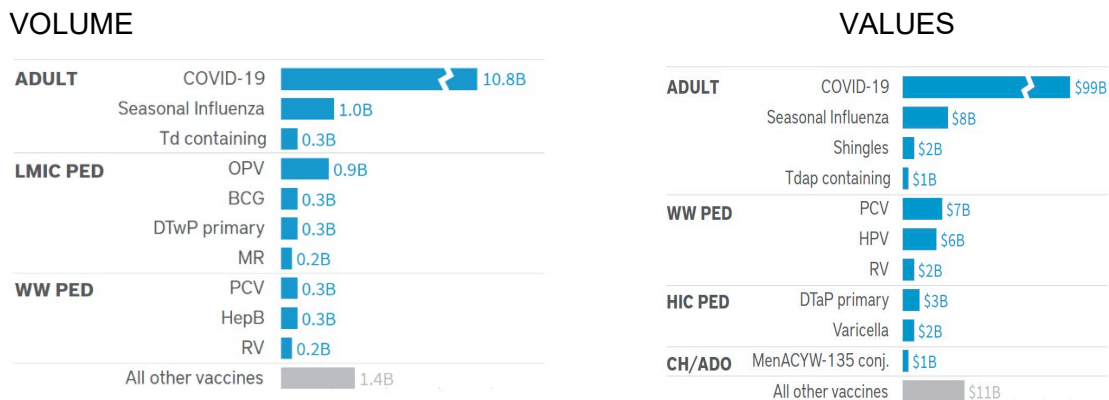 VOLUME
ADULT COVID-19 10.8B
Seasonal Influenza 1.0B
Td containing 0.3B
LMIC PED OPV 0.9B
BCG 0.3B
DTwP primary 0.3B
MR 0.2B
WW PED PCV 0.3B
HepB 0.3B
RV 0.2B
All other vaccines 1.4B
VALUES
ADULT COVID-19 $99B
Seasonal Influenza $8B
Shingles $2B
Tdap containing $1B
WW PED PCV $7B
HPV $6B
RV $2B
HIC PED DTaP primary $3B
Varicella $2B
CH/ADO MenACYW-135 conj. $1B
All other vaccines $11B